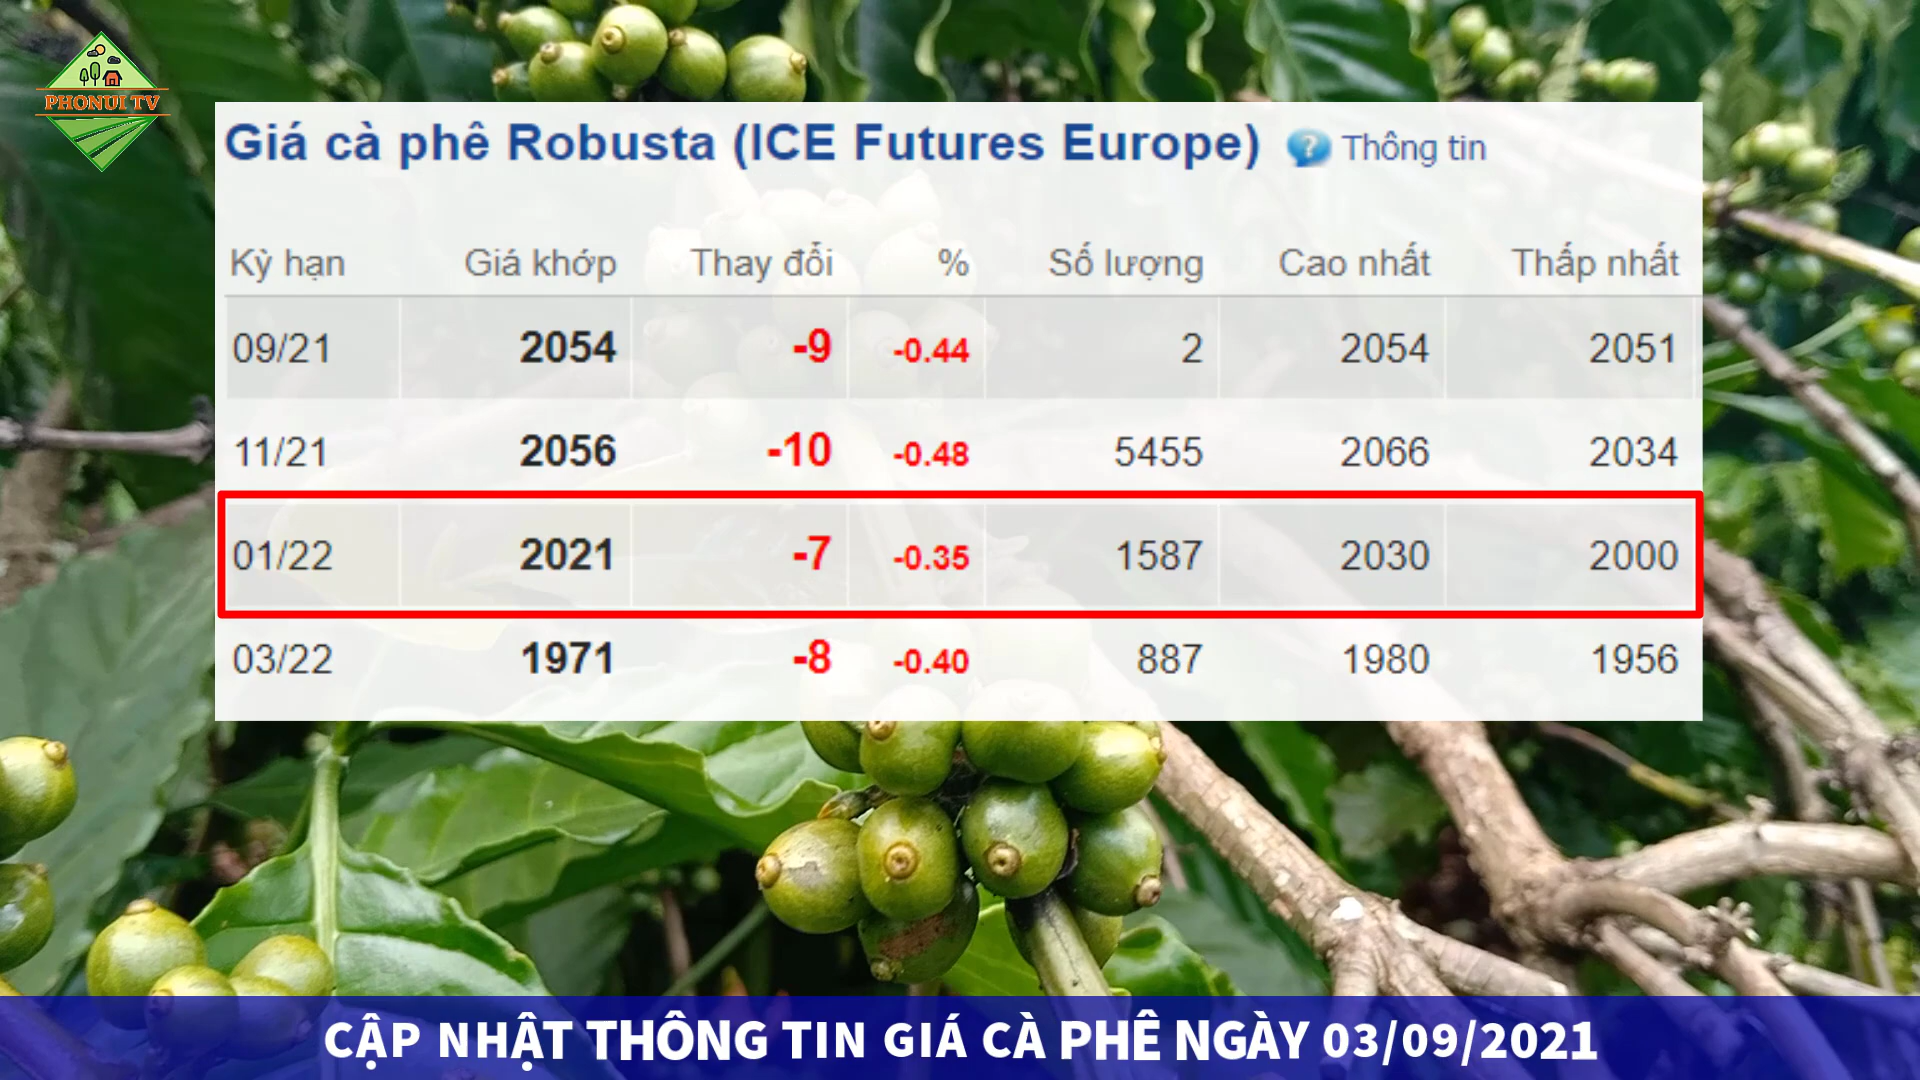 PHONUI TV
Giá cà phê Robusta (ICE Futures Europe) ? Thông tin
Kỳ hạn Giá khớp Thay đổi % Số lượng Cao nhất Thấp nhất
09/21 2054 -9 -0.44 2 2054 2051
11/21 2056 -10 -0.48 5455 2066 2034
01/22 2021 -7 -0.35 1587 2030 2000
03/22 1971 -8 -0.40 887 1980 1956
CẬP NHẬT THÔNG TIN GIÁ CÀ PHÊ NGÀY 03/09/2021